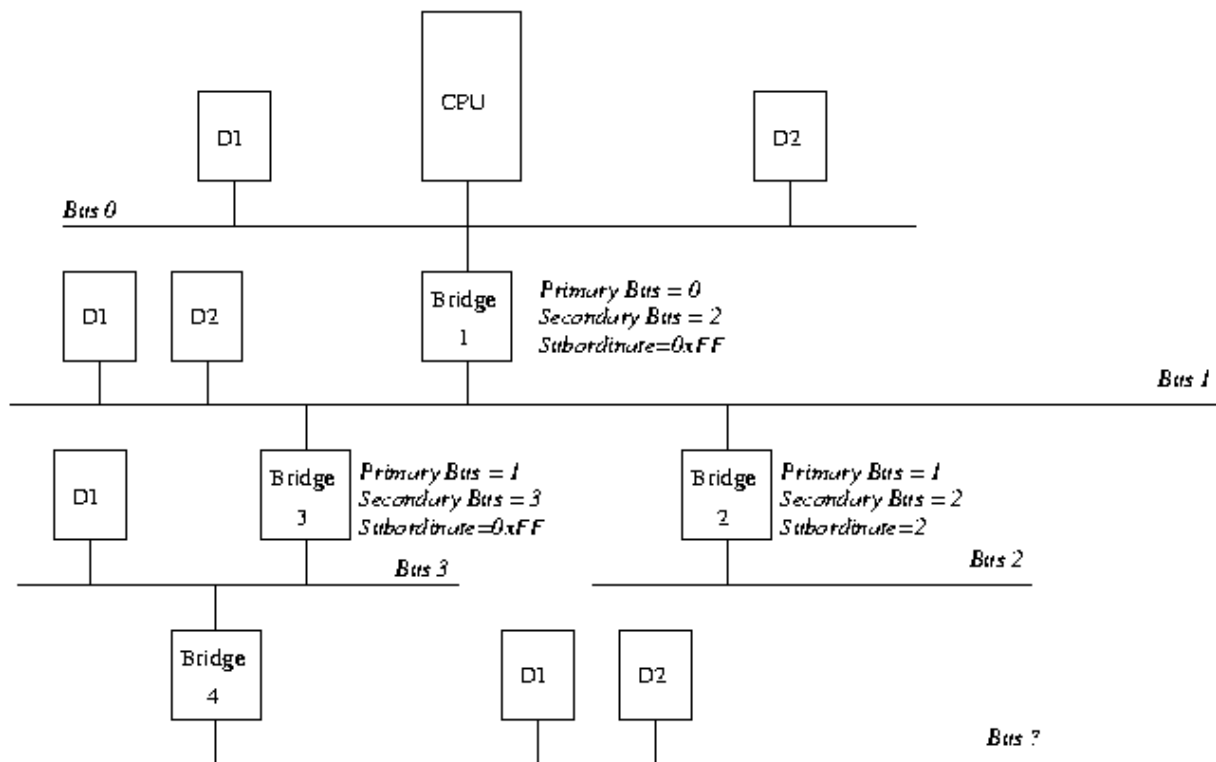 CPU
D1
D2
Bus 0
D1
D2
Bridge
1
Primary Bus = 0
Secondary Bus = 2
Subordinate=0xFF
Bus 1
D1
Bridge
3
Primary Bus = 1
Secondary Bus = 3
Subordinate=0xFF
Bridge
2
Primary Bus = 1
Secondary Bus = 2
Subordinate=2
Bus 3
Bus 2
Bridge
4
D1
D2
Bus ?